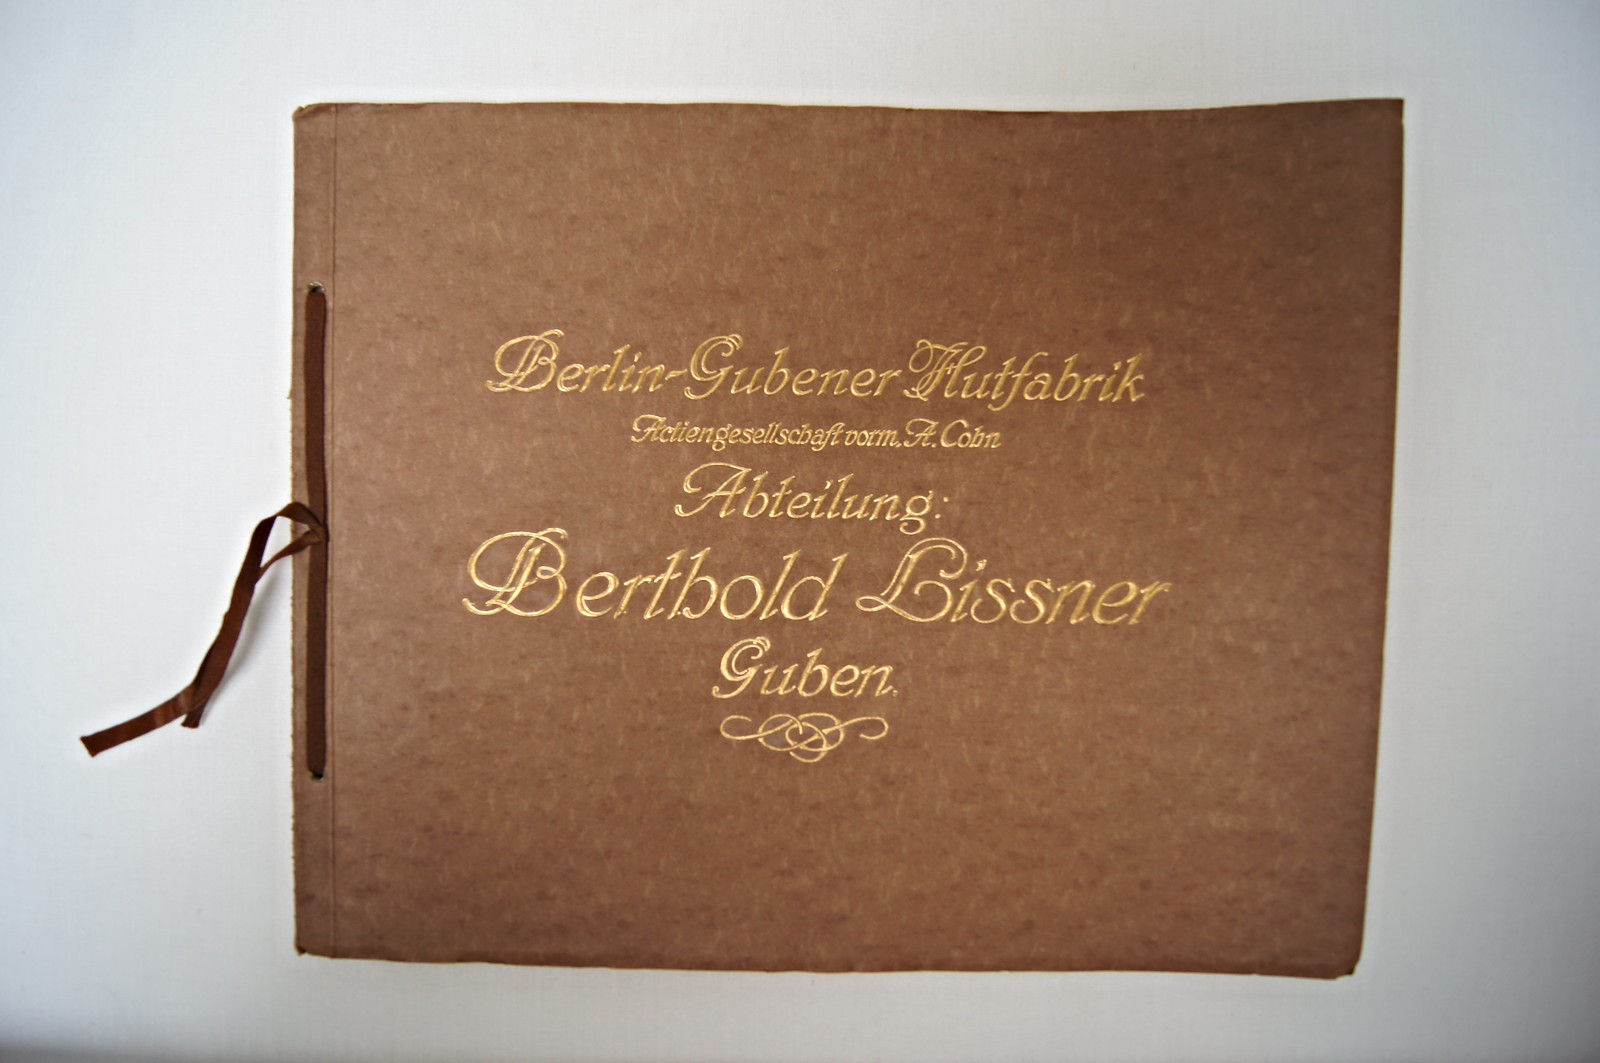 Berlin-Gubener Hutfabrik
Actiengesellschaft vorm. A. Cohn
Abteilung:
Berthold Lissner
Guben.